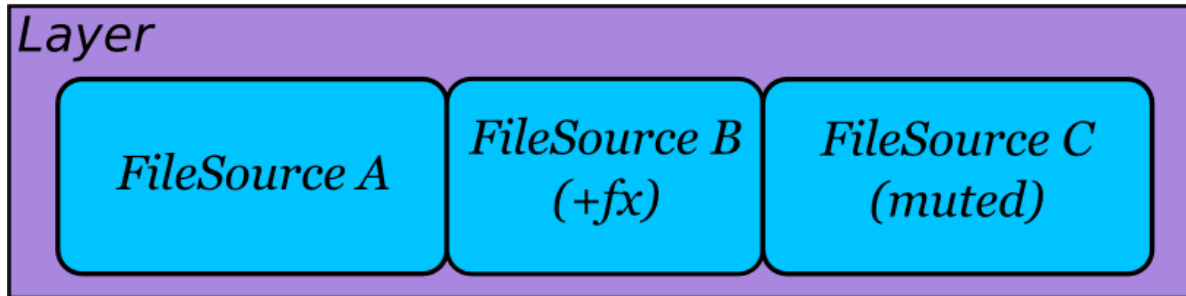 Layer
FileSource A
FileSource B
(+fx)
FileSource C
(muted)